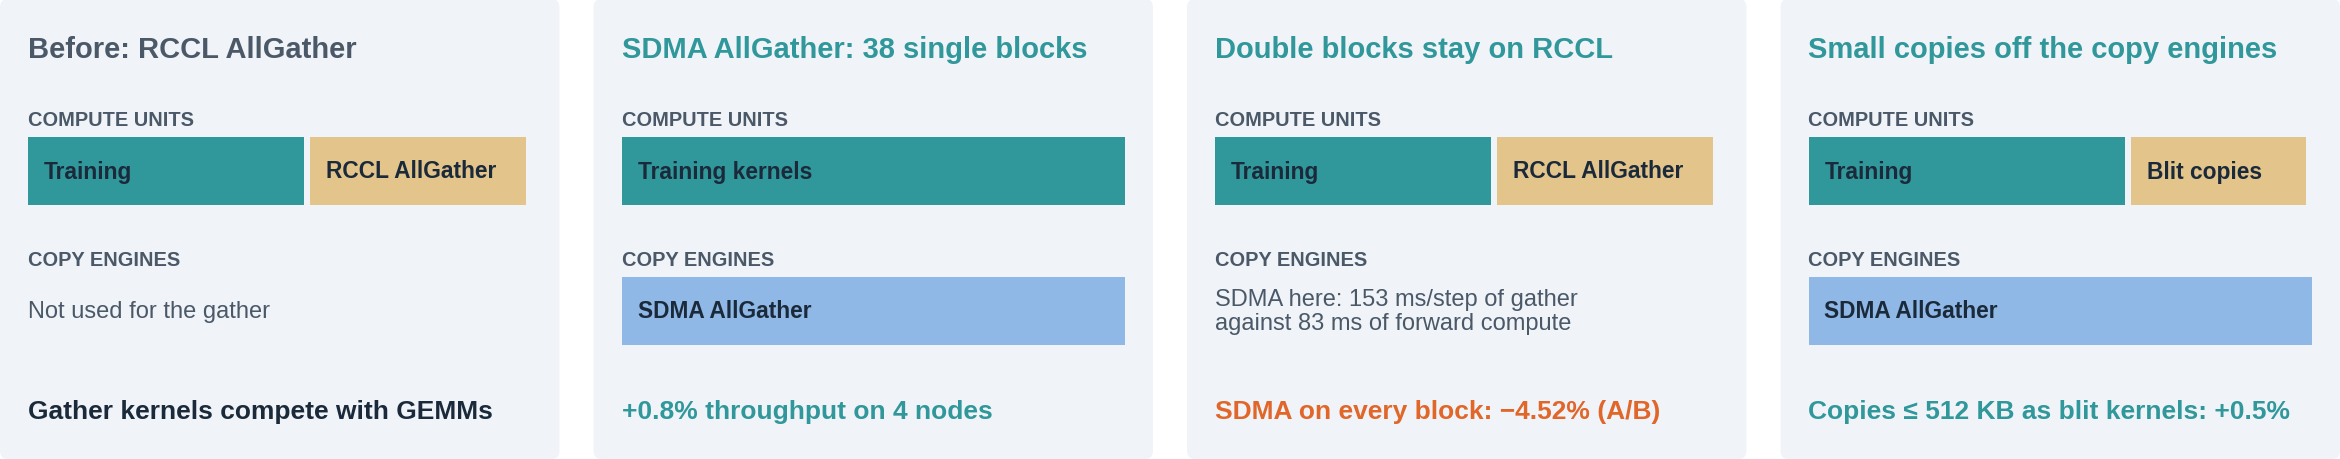 Before: RCCL AllGather
COMPUTE UNITS
Training
RCCL AllGather
COPY ENGINES
Not used for the gather
Gather kernels compete with GEMMs
SDMA AllGather: 38 single blocks
COMPUTE UNITS
Training kernels
COPY ENGINES
SDMA AllGather
+0.8% throughput on 4 nodes
Double blocks stay on RCCL
COMPUTE UNITS
Training
RCCL AllGather
COPY ENGINES
SDMA here: 153 ms/step of gather
against 83 ms of forward compute
SDMA on every block: −4.52% (A/B)
Small copies off the copy engines
COMPUTE UNITS
Training
Blit copies
COPY ENGINES
SDMA AllGather
Copies ≤ 512 KB as blit kernels: +0.5%